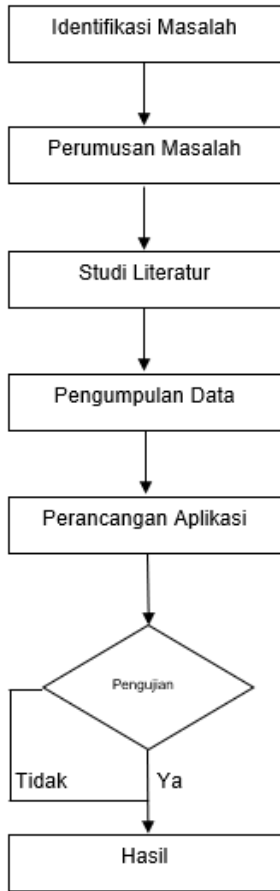 Identifikasi Masalah
Perumusan Masalah
Studi Literatur
Pengumpulan Data
Perancangan Aplikasi
Pengujian
Tidak
Ya
Hasil